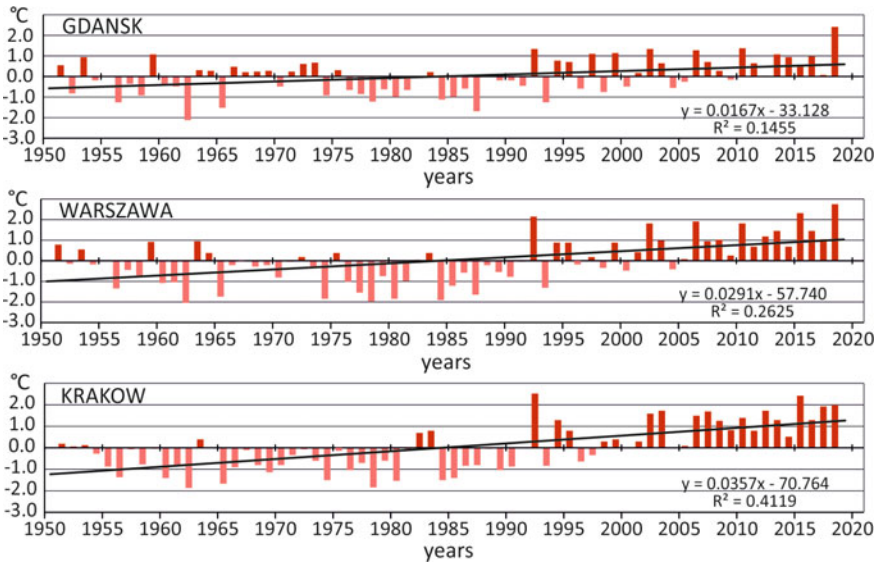 °C
GDANSK
2.0
1.0
0.0
-1.0
-2.0
-3.0
y = 0.0167x - 33.128
R² = 0.1455
1950 1955 1960 1965 1970 1975 1980 1985 1990 1995 2000 2005 2010 2015 2020
years
°C
WARSZAWA
2.0
1.0
0.0
-1.0
-2.0
-3.0
y = 0.0291x - 57.740
R² = 0.2625
1950 1955 1960 1965 1970 1975 1980 1985 1990 1995 2000 2005 2010 2015 2020
years
°C
KRAKOW
2.0
1.0
0.0
-1.0
-2.0
-3.0
y = 0.0357x - 70.764
R² = 0.4119
1950 1955 1960 1965 1970 1975 1980 1985 1990 1995 2000 2005 2010 2015 2020
years